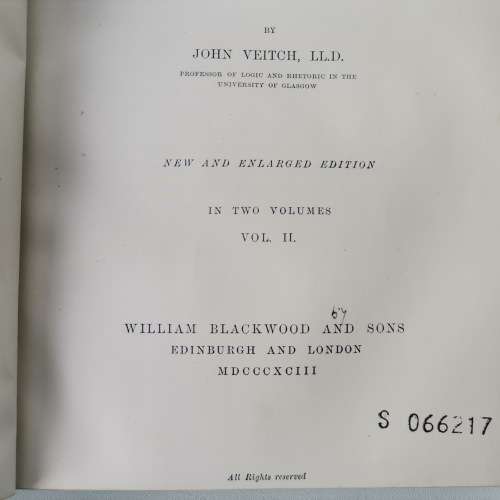 BY
JOHN VEITCH, LL.D.
PROFESSOR OF LOGIC AND RHETORIC IN THE
UNIVERSITY OF GLASGOW
NEW AND ENLARGED EDITION
IN TWO VOLUMES
VOL. II.
WILLIAM BLACKWOOD AND SONS
EDINBURGH AND LONDON
MDCCCXCIII
S 066217
All Rights reserved